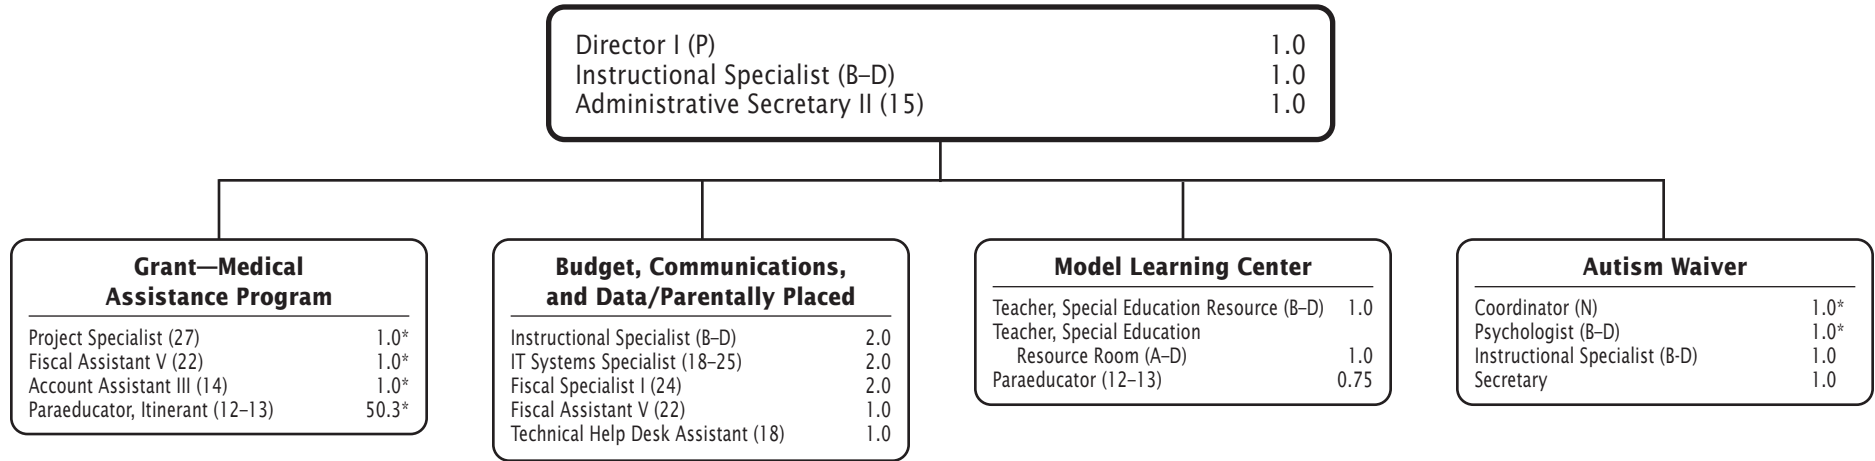 Director I (P) 1.0
Instructional Specialist (B–D) 1.0
Administrative Secretary II (15) 1.0
Grant—Medical
Assistance Program
Project Specialist (27) 1.0*
Fiscal Assistant V (22) 1.0*
Account Assistant III (14) 1.0*
Paraeducator, Itinerant (12–13) 50.3*
Budget, Communications,
and Data/Parentally Placed
Instructional Specialist (B–D) 2.0
IT Systems Specialist (18–25) 2.0
Fiscal Specialist I (24) 2.0
Fiscal Assistant V (22) 1.0
Technical Help Desk Assistant (18) 1.0
Model Learning Center
Teacher, Special Education Resource (B–D) 1.0
Teacher, Special Education
Resource Room (A–D) 1.0
Paraeducator (12–13) 0.75
Autism Waiver
Coordinator (N) 1.0*
Psychologist (B–D) 1.0*
Instructional Specialist (B-D) 1.0
Secretary 1.0